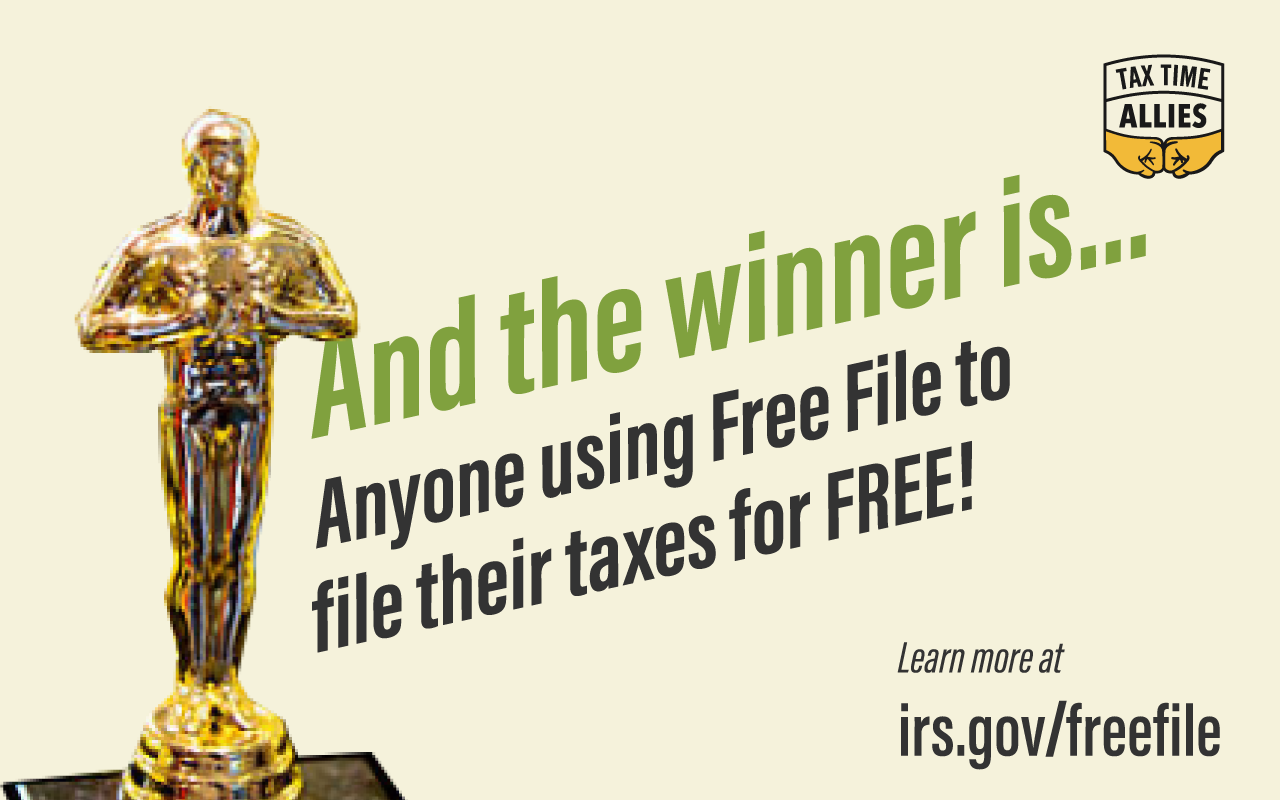 TAX TIME
ALLIES
And the winner is...
Anyone using Free File to
file their taxes for FREE!
Learn more at
irs.gov/freefile